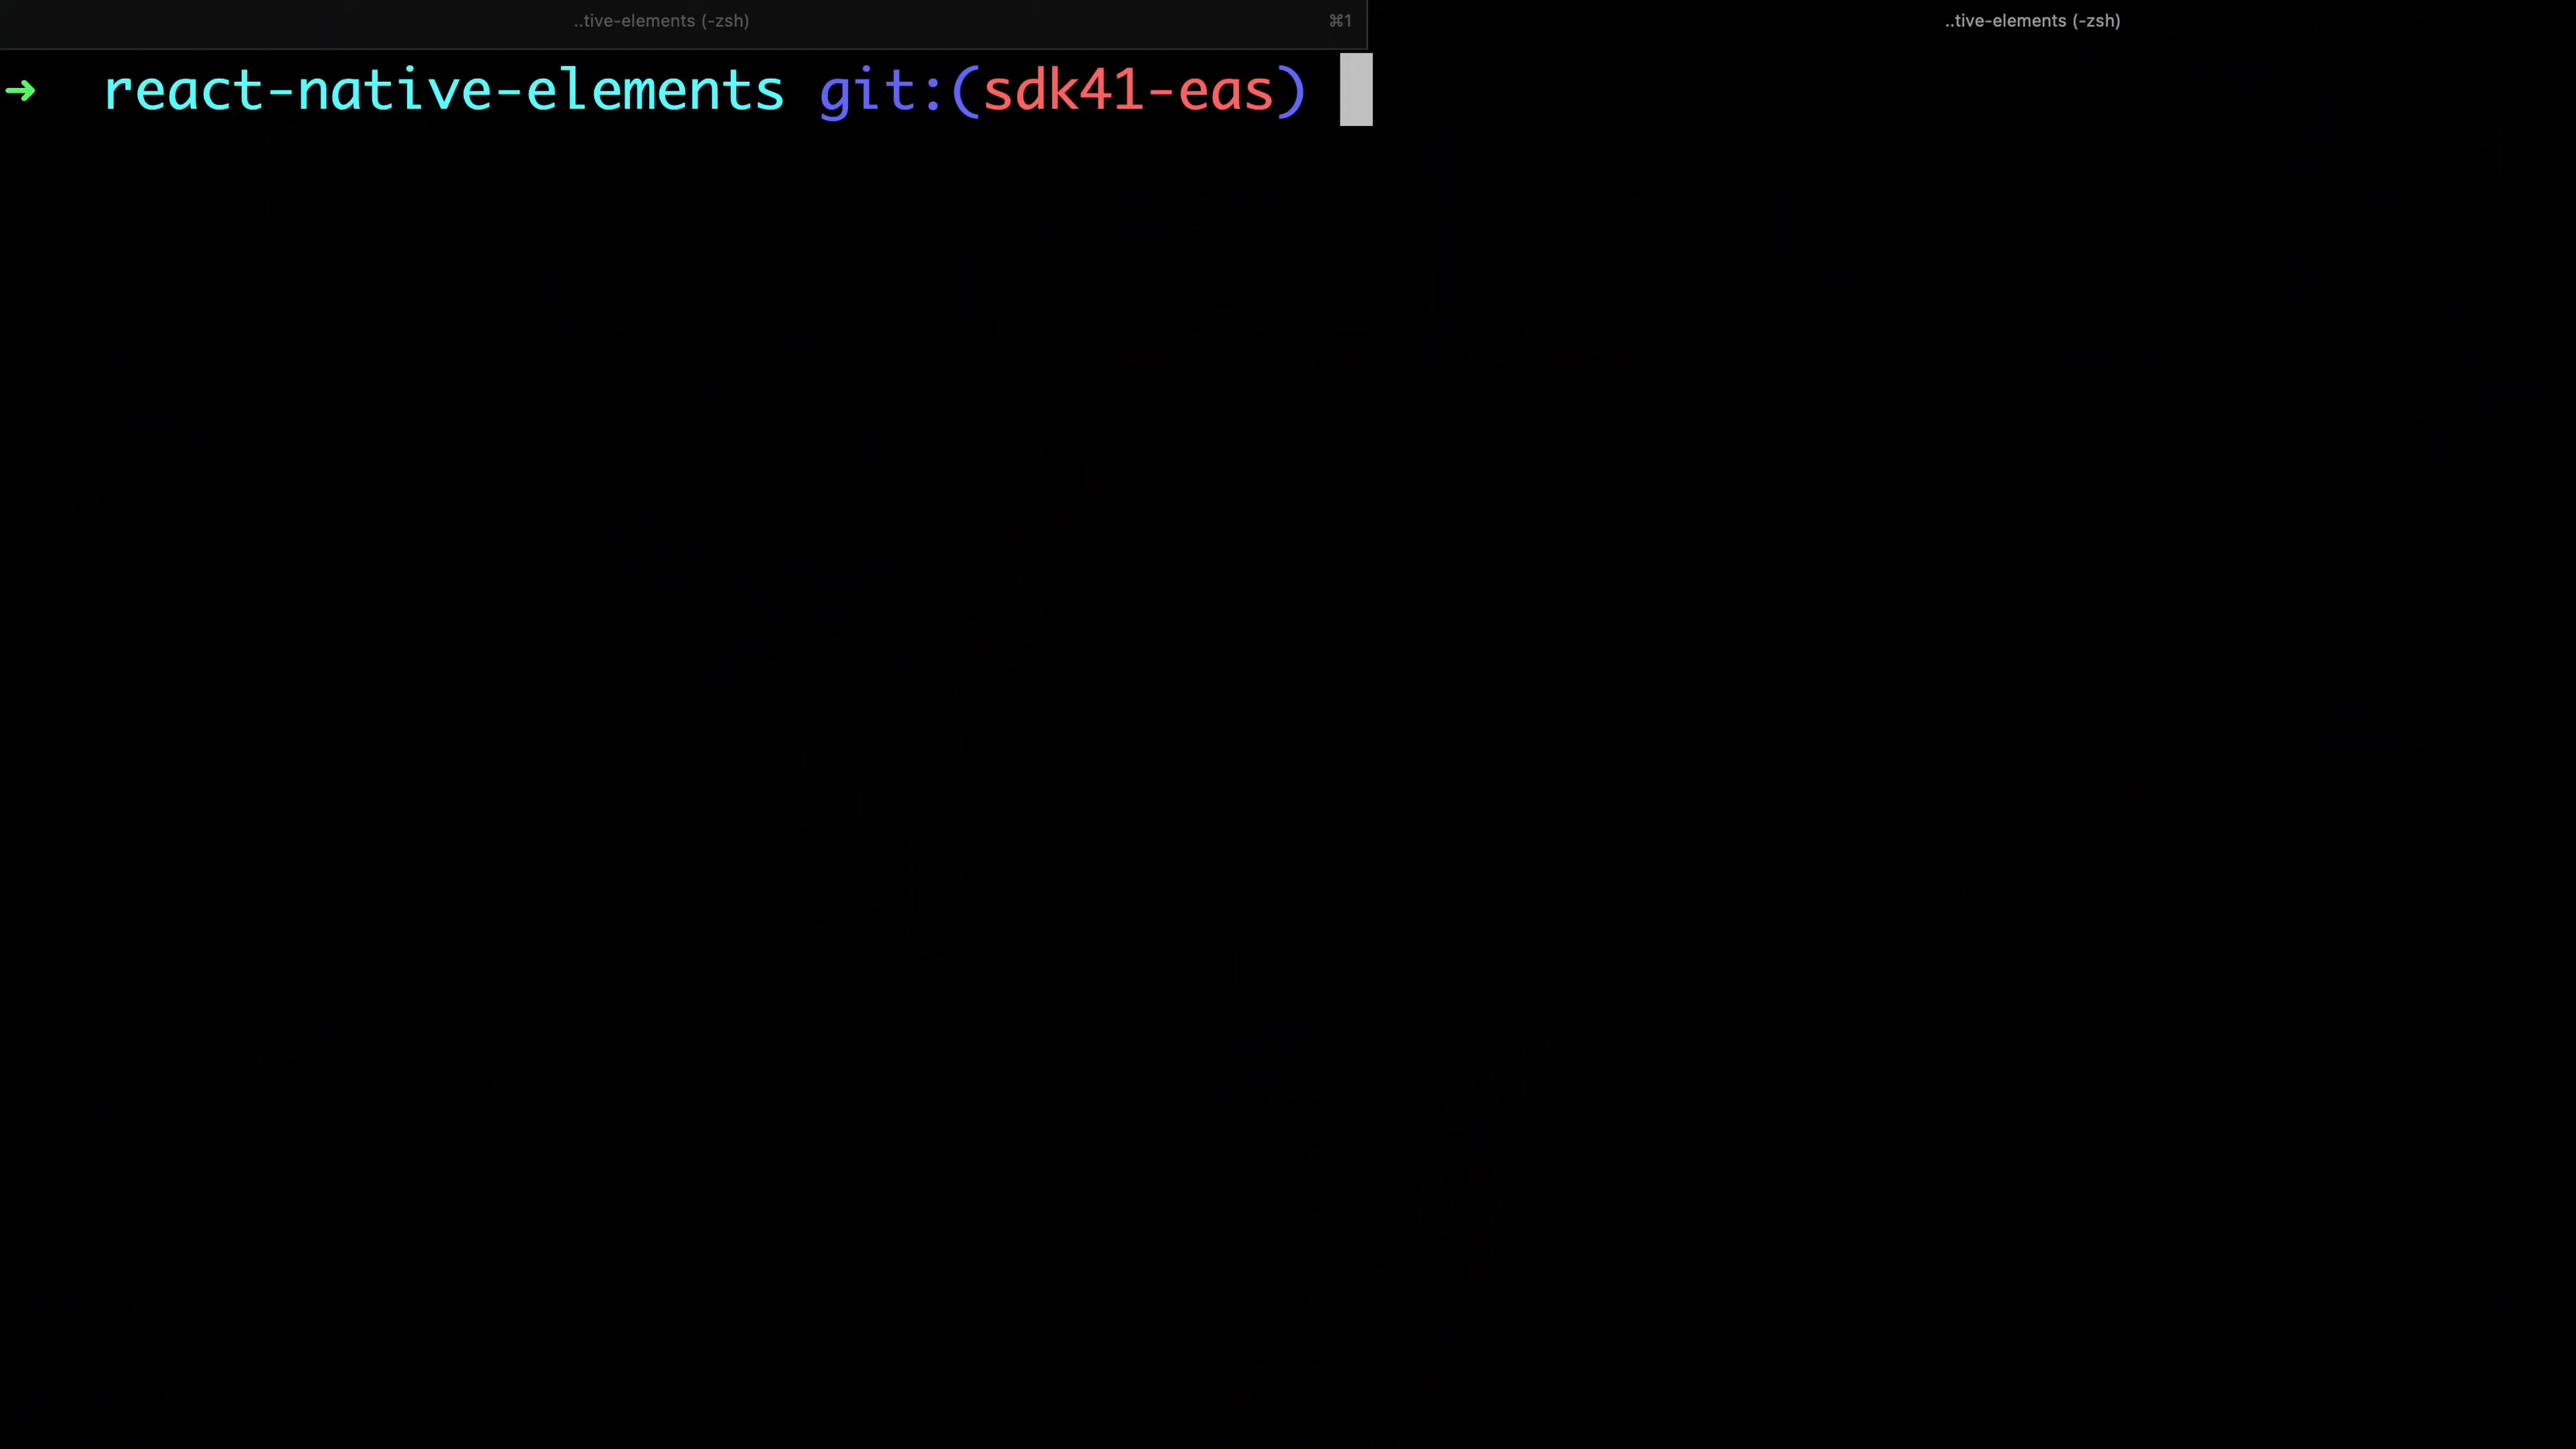 ..tive-elements (-zsh) ⌘1 ..tive-elements (-zsh)
➜ react-native-elements git:(sdk41-eas)